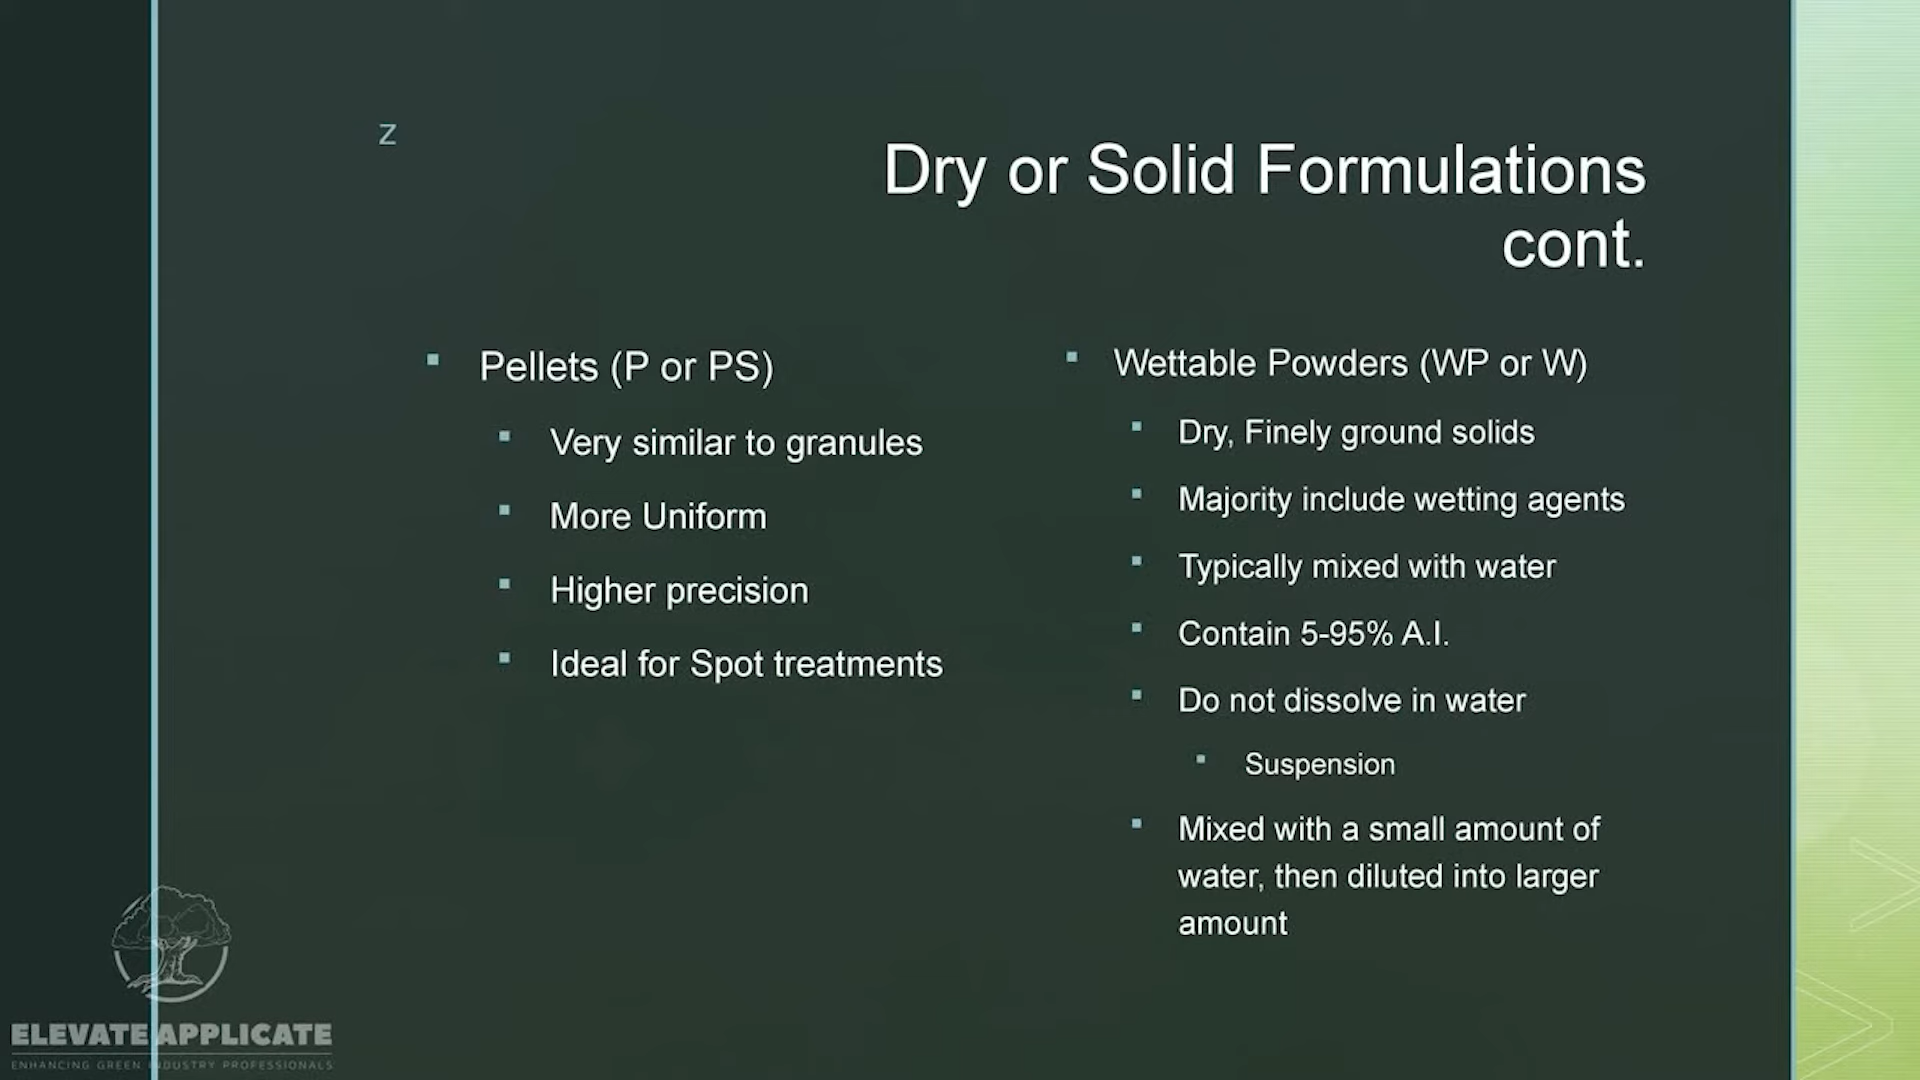 z
Dry or Solid Formulations
cont.
Pellets (P or PS)
Very similar to granules
More Uniform
Higher precision
Ideal for Spot treatments
Wettable Powders (WP or W)
Dry, Finely ground solids
Majority include wetting agents
Typically mixed with water
Contain 5-95% A.I.
Do not dissolve in water
Suspension
Mixed with a small amount of
water, then diluted into larger
amount
ELEVATE APPLICATE
ENHANCING GREEN INDUSTRY PROFESSIONALS